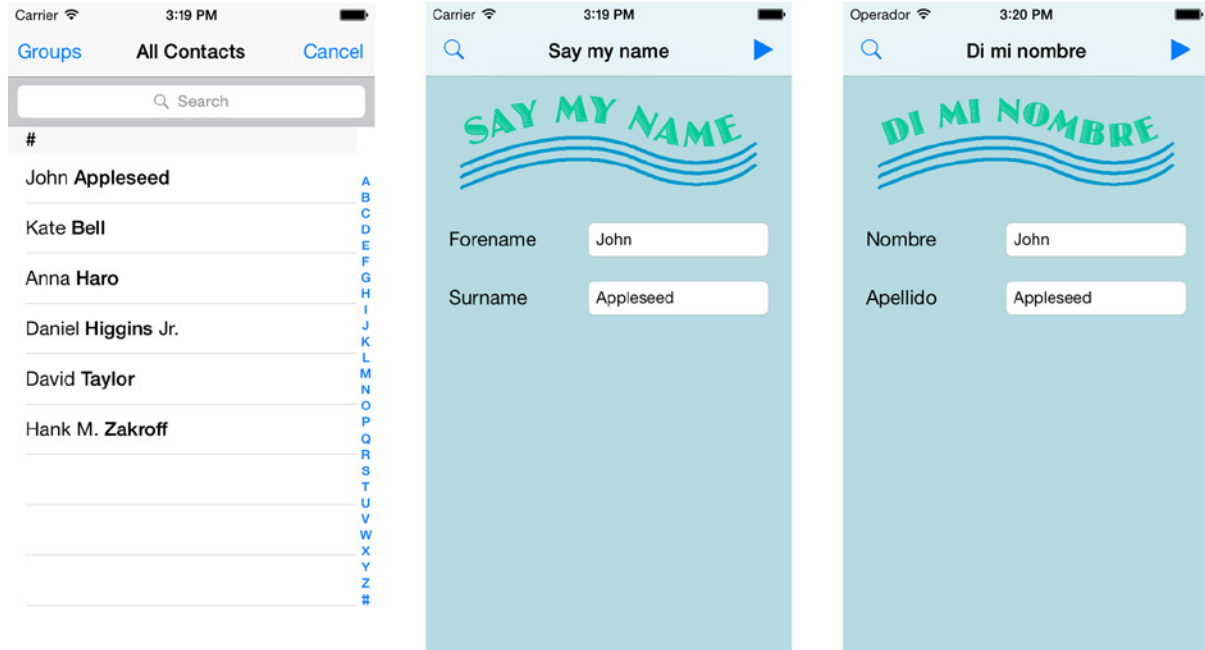 Carrier 3:19 PM
Groups All Contacts Cancel
Search
#
John Appleseed
Kate Bell
Anna Haro
Daniel Higgins Jr.
David Taylor
Hank M. Zakroff
A
B
C
D
E
F
G
H
I
J
K
L
M
N
O
P
Q
R
S
T
U
V
W
X
Y
Z
#
Carrier 3:19 PM
Say my name
SAY MY NAME
Forename John
Surname Appleseed
Operador 3:20 PM
Di mi nombre
DI MI NOMBRE
Nombre John
Apellido Appleseed